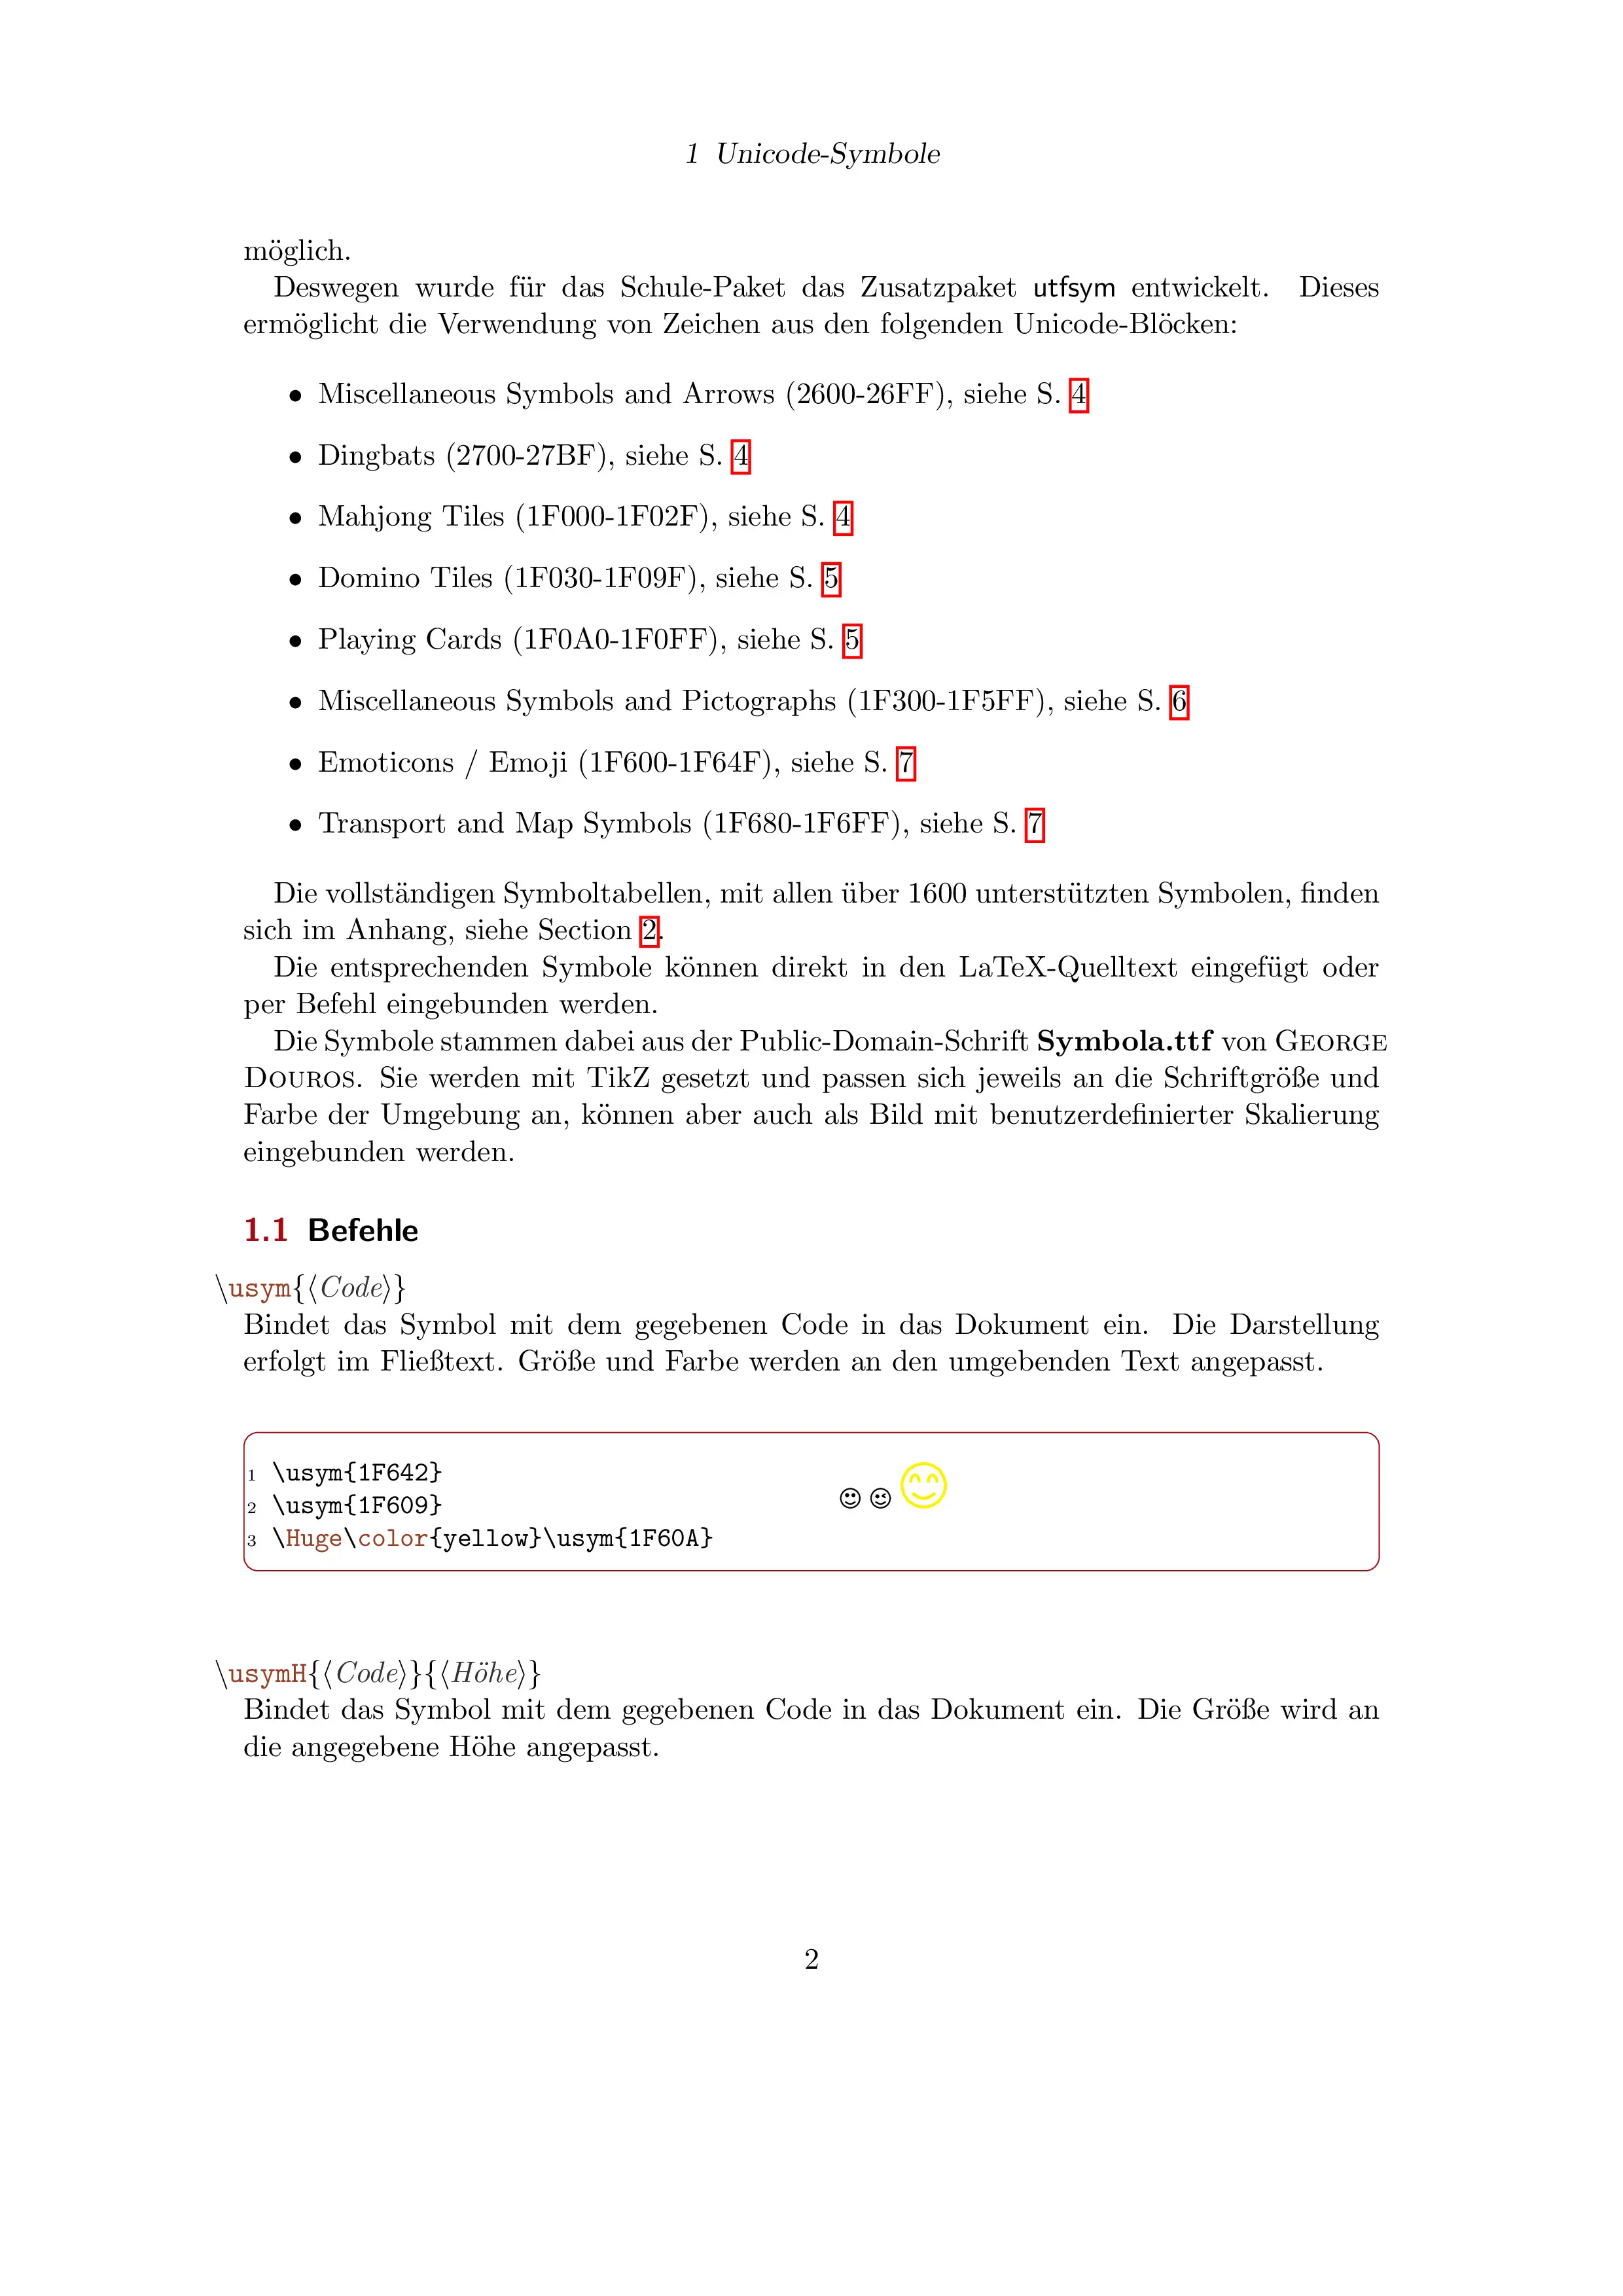 1 Unicode-Symbole
möglich.
Deswegen wurde für das Schule-Paket das Zusatzpaket utfsym entwickelt. Dieses
ermöglicht die Verwendung von Zeichen aus den folgenden Unicode-Blöcken:
• Miscellaneous Symbols and Arrows (2600-26FF), siehe S. 4
• Dingbats (2700-27BF), siehe S. 4
• Mahjong Tiles (1F000-1F02F), siehe S. 4
• Domino Tiles (1F030-1F09F), siehe S. 5
• Playing Cards (1F0A0-1F0FF), siehe S. 5
• Miscellaneous Symbols and Pictographs (1F300-1F5FF), siehe S. 6
• Emoticons / Emoji (1F600-1F64F), siehe S. 7
• Transport and Map Symbols (1F680-1F6FF), siehe S. 7
Die vollständigen Symboltabellen, mit allen über 1600 unterstützten Symbolen, finden
sich im Anhang, siehe Section 2.
Die entsprechenden Symbole können direkt in den LaTeX-Quelltext eingefügt oder
per Befehl eingebunden werden.
Die Symbole stammen dabei aus der Public-Domain-Schrift Symbola.ttf von GEORGE
DOUROS. Sie werden mit TikZ gesetzt und passen sich jeweils an die Schriftgröße und
Farbe der Umgebung an, können aber auch als Bild mit benutzerdefinierter Skalierung
eingebunden werden.
1.1 Befehle
\usym{⟨Code⟩}
Bindet das Symbol mit dem gegebenen Code in das Dokument ein. Die Darstellung
erfolgt im Fließtext. Größe und Farbe werden an den umgebenden Text angepasst.
1 \usym{1F642}
2 \usym{1F609}
3 \Huge\color{yellow}\usym{1F60A}
🙂 😉 😊
\usymH{⟨Code⟩}{⟨Höhe⟩}
Bindet das Symbol mit dem gegebenen Code in das Dokument ein. Die Größe wird an
die angegebene Höhe angepasst.
2